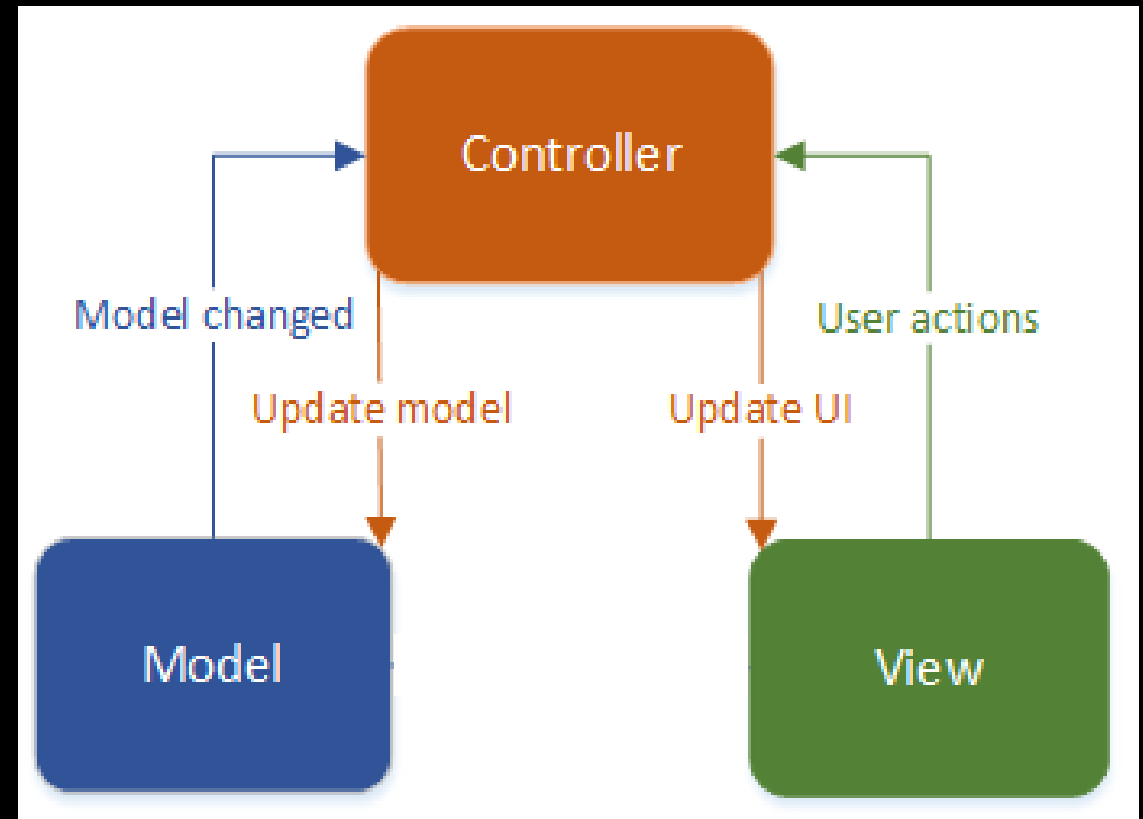 Controller
Model changed
User actions
Update model
Update UI
Model
View